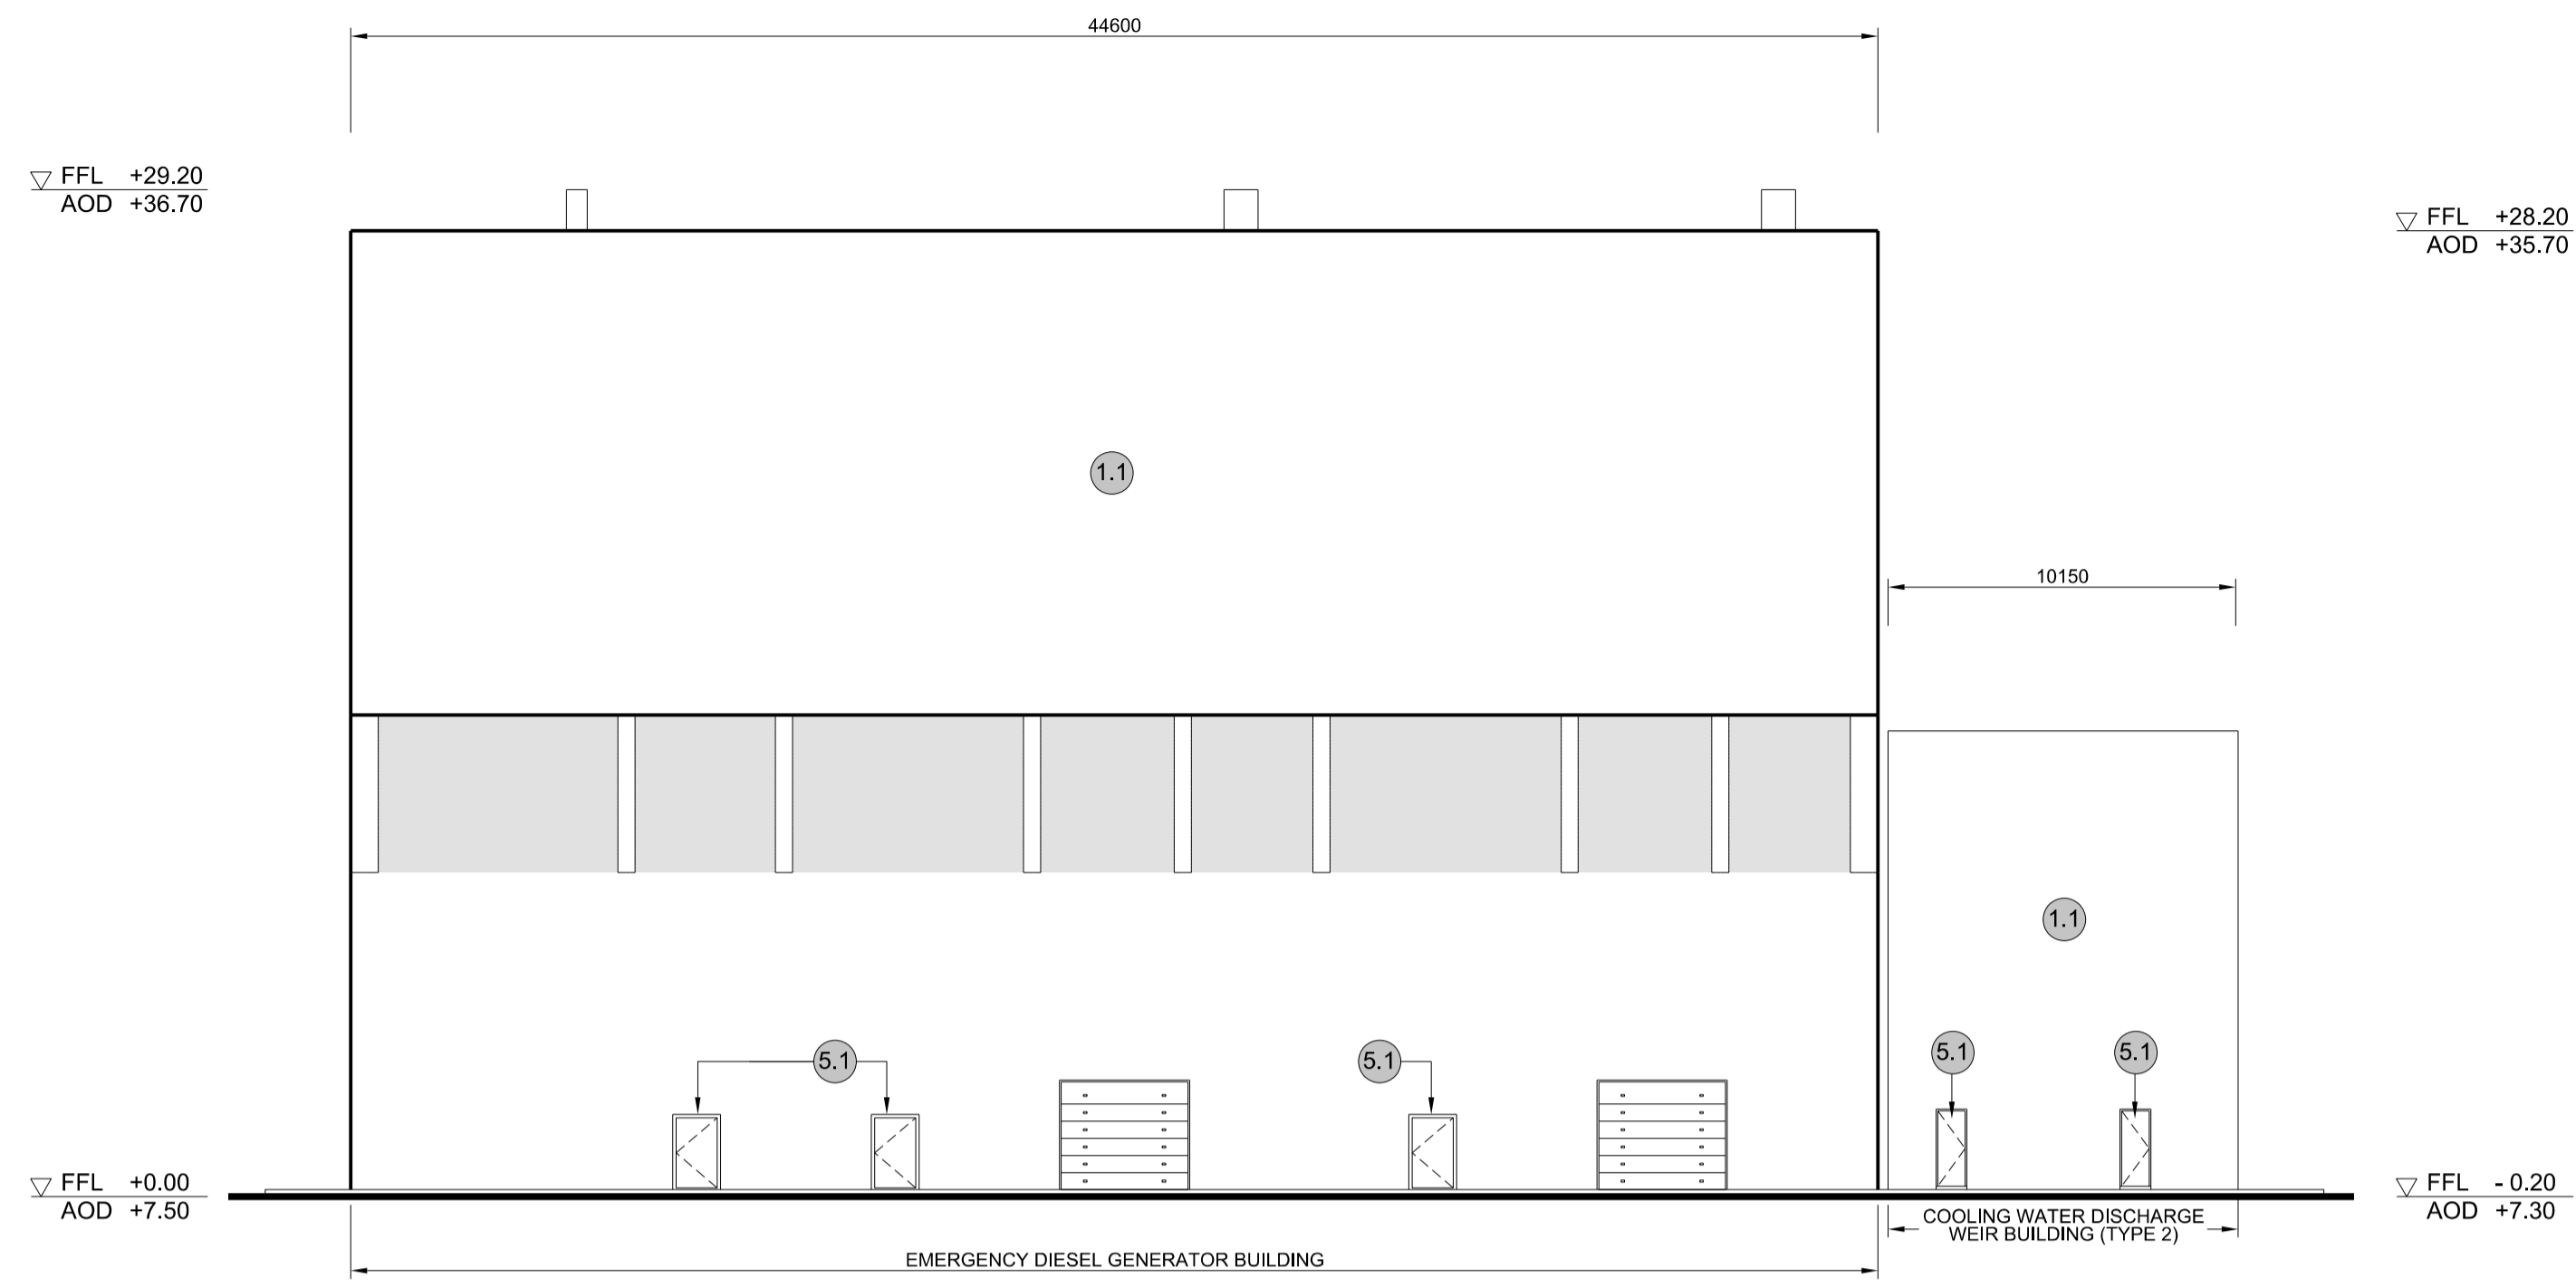 44600
FFL +29.20
AOD +36.70
FFL +28.20
AOD +35.70
1.1
10150
1.1
5.1
5.1
5.1
5.1
FFL +0.00
AOD +7.50
FFL - 0.20
AOD +7.30
COOLING WATER DISCHARGE
WEIR BUILDING (TYPE 2)
EMERGENCY DIESEL GENERATOR BUILDING